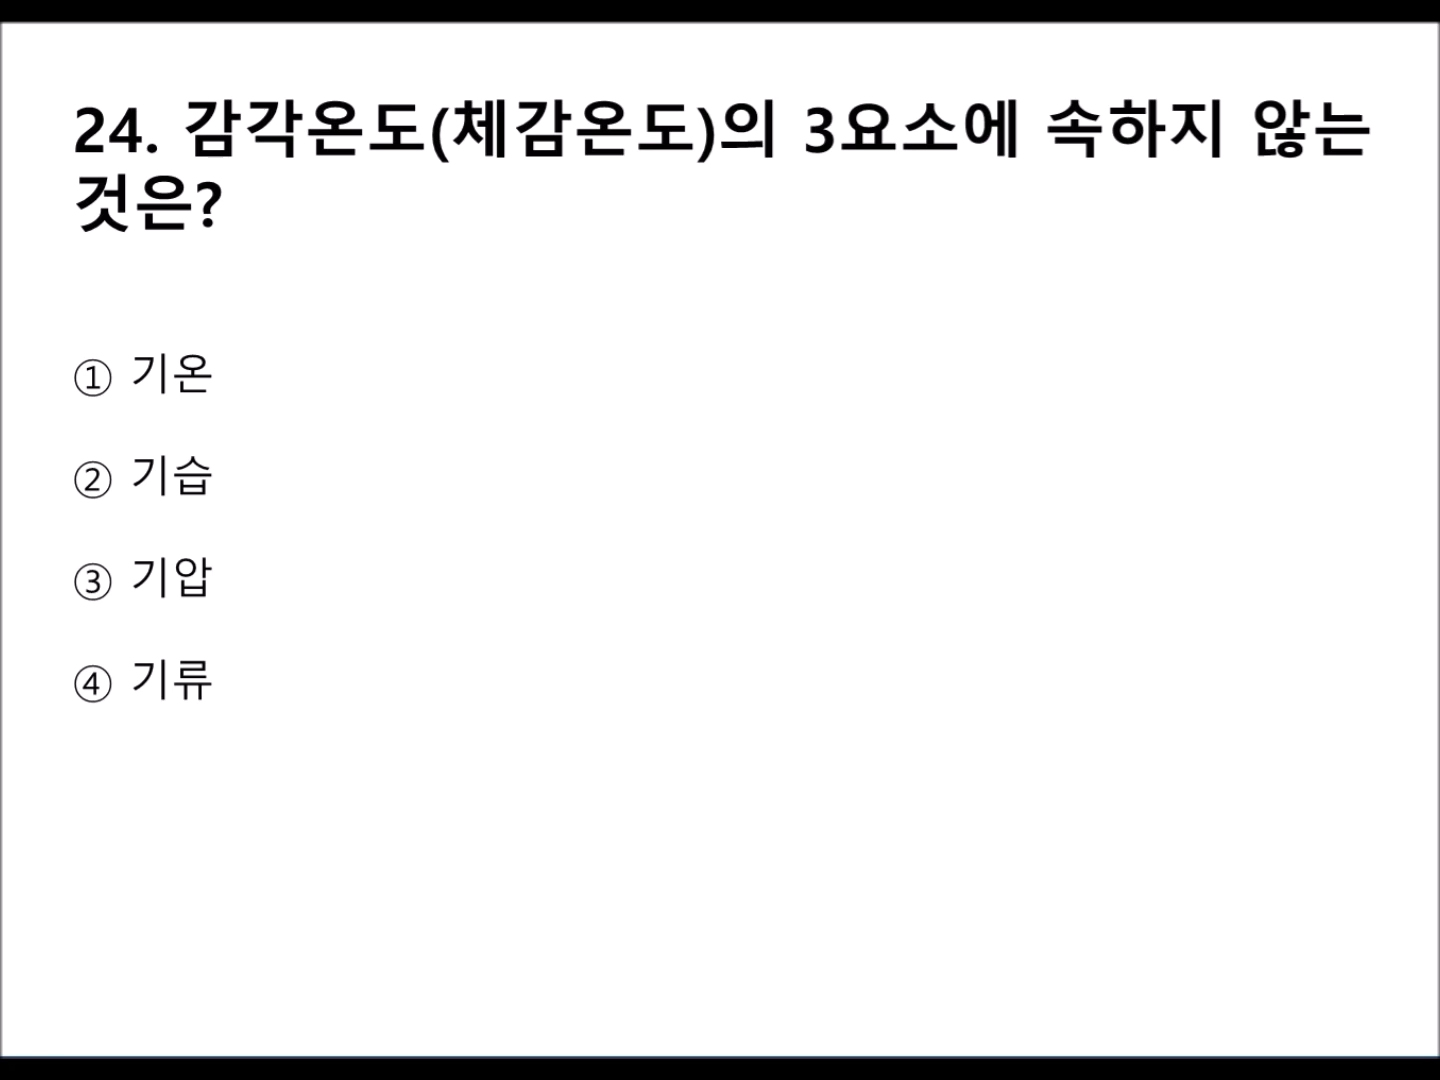 24. 감각온도(체감온도)의 3요소에 속하지 않는
것은?
① 기온
② 기습
③ 기압
④ 기류